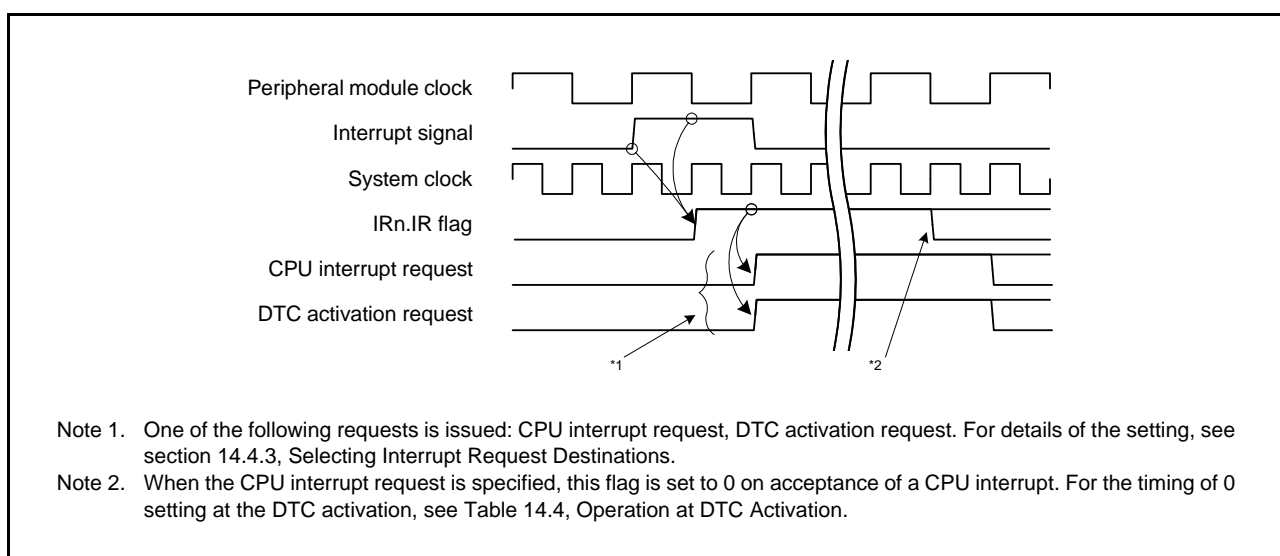 Peripheral module clock
Interrupt signal
System clock
IRn.IR flag
CPU interrupt request
DTC activation request
*1
*2
Note 1. One of the following requests is issued: CPU interrupt request, DTC activation request. For details of the setting, see
section 14.4.3, Selecting Interrupt Request Destinations.
Note 2. When the CPU interrupt request is specified, this flag is set to 0 on acceptance of a CPU interrupt. For the timing of 0
setting at the DTC activation, see Table 14.4, Operation at DTC Activation.